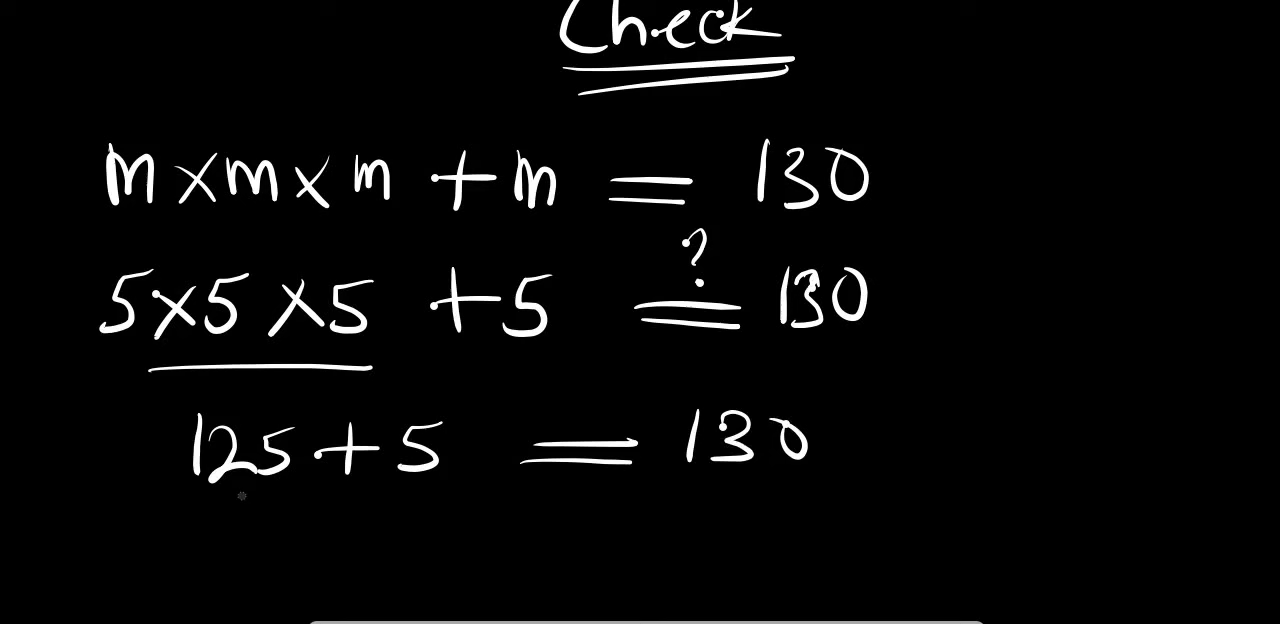 Check
m×m×m + m = 130
5×5×5 + 5 =? 130
125 + 5 = 130